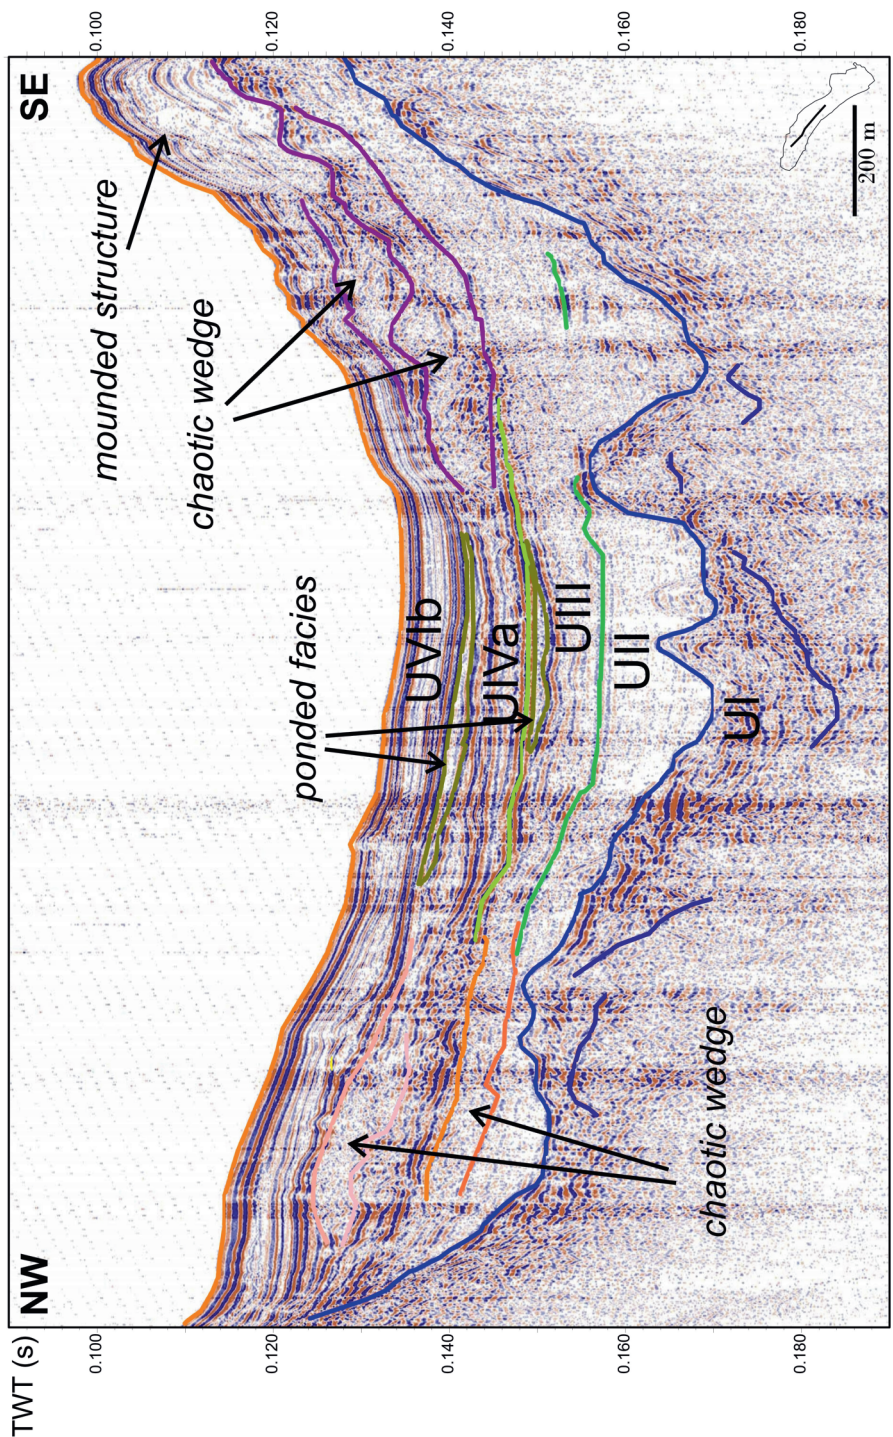 TWT (s)
NW
SE
0.100
0.100
mounded structure
chaotic wedge
0.120
0.120
ponded facies
UVIb
0.140
0.140
UIVa
UIII
0.160
0.160
UII
chaotic wedge
UI
0.180
0.180
200 m